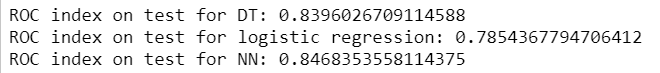 ROC index on test for DT: 0.8396026709114588
ROC index on test for logistic regression: 0.7854367794706412
ROC index on test for NN: 0.8468353558114375